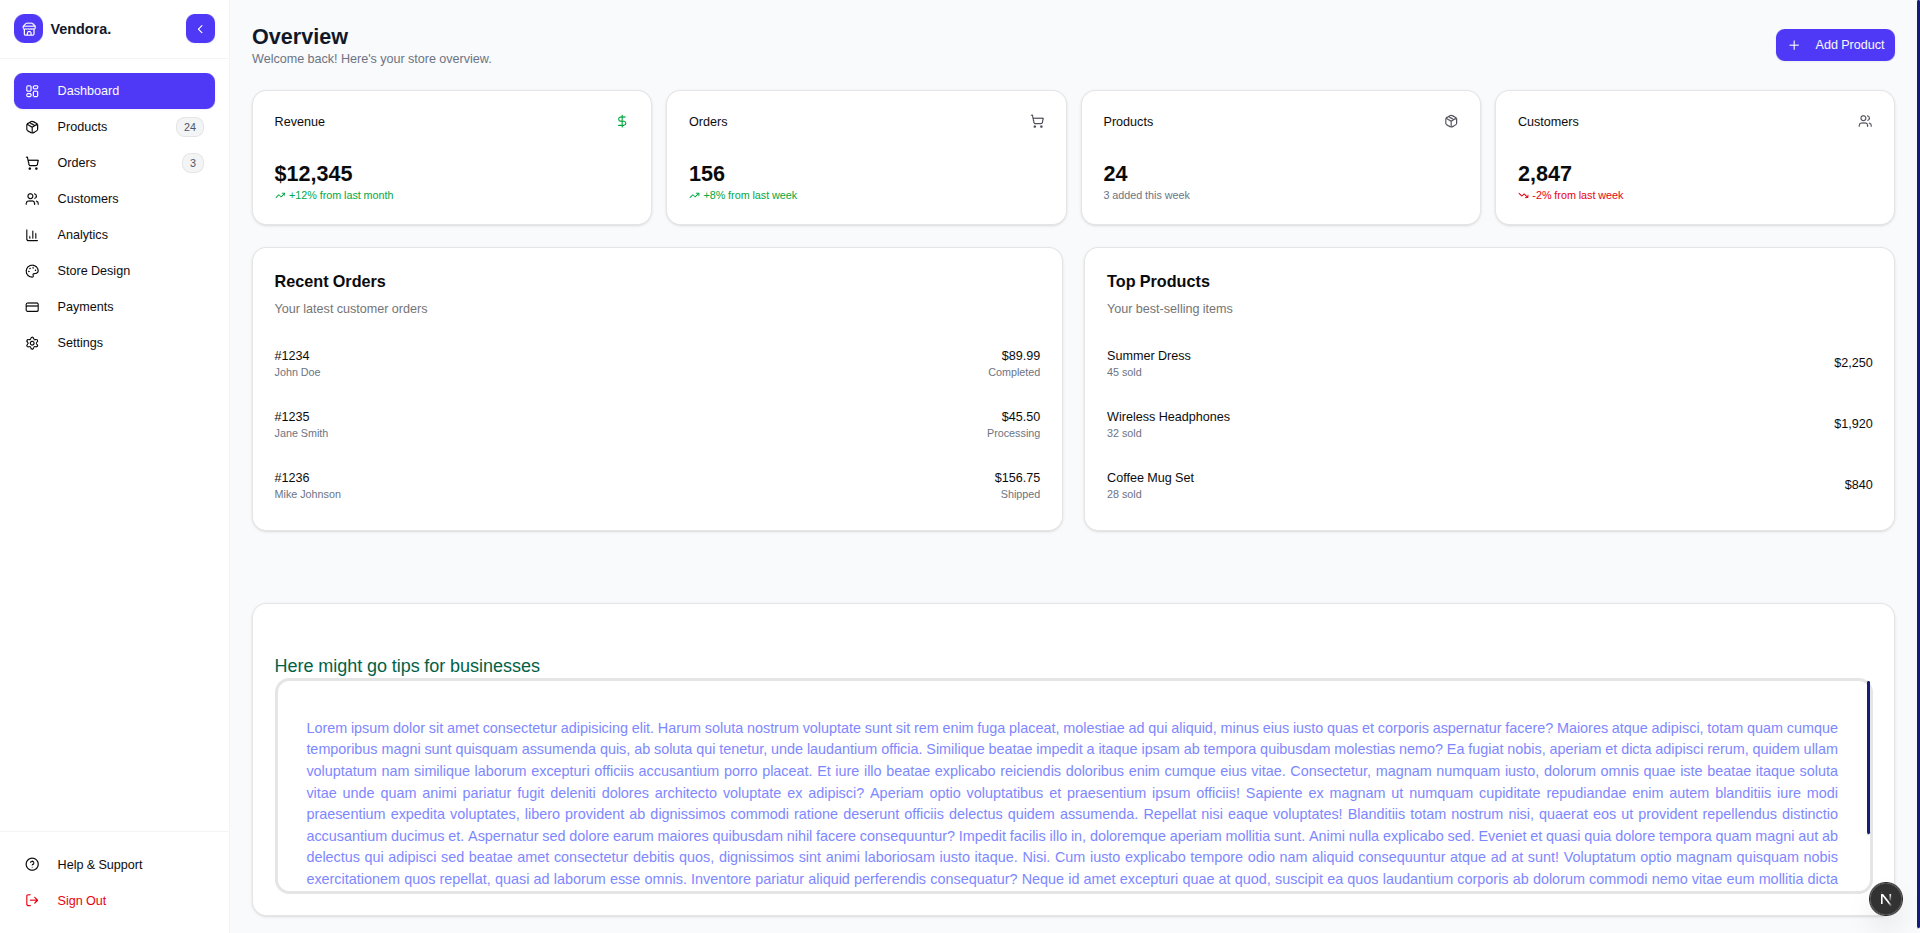 Vendora.
Dashboard
Products 24
Orders 3
Customers
Analytics
Store Design
Payments
Settings
Help & Support
Sign Out
Overview
Welcome back! Here's your store overview.
Add Product
Revenue
$12,345
+12% from last month
Orders
156
+8% from last week
Products
24
3 added this week
Customers
2,847
-2% from last week
Recent Orders
Your latest customer orders
#1234 $89.99
John Doe Completed
#1235 $45.50
Jane Smith Processing
#1236 $156.75
Mike Johnson Shipped
Top Products
Your best-selling items
Summer Dress
45 sold
$2,250
Wireless Headphones
32 sold
$1,920
Coffee Mug Set
28 sold
$840
Here might go tips for businesses
Lorem ipsum dolor sit amet consectetur adipisicing elit. Harum soluta nostrum voluptate sunt sit rem enim fuga placeat, molestiae ad qui aliquid, minus eius iusto quas et corporis aspernatur facere? Maiores atque adipisci, totam quam cumque
temporibus magni sunt quisquam assumenda quis, ab soluta qui tenetur, unde laudantium officia. Similique beatae impedit a itaque ipsam ab tempora quibusdam molestias nemo? Ea fugiat nobis, aperiam et dicta adipisci rerum, quidem ullam
voluptatum nam similique laborum excepturi officiis accusantium porro placeat. Et iure illo beatae explicabo reiciendis doloribus enim cumque eius vitae. Consectetur, magnam numquam iusto, dolorum omnis quae iste beatae itaque soluta
vitae unde quam animi pariatur fugit deleniti dolores architecto voluptate ex adipisci? Aperiam optio voluptatibus et praesentium ipsum officiis! Sapiente ex magnam ut numquam cupiditate repudiandae enim autem blanditiis iure modi
praesentium expedita voluptates, libero provident ab dignissimos commodi ratione deserunt officiis delectus quidem assumenda. Repellat nisi eaque voluptates! Blanditiis totam nostrum nisi, quaerat eos ut provident repellendus distinctio
accusantium ducimus et. Aspernatur sed dolore earum maiores quibusdam nihil facere consequuntur? Impedit facilis illo in, doloremque aperiam mollitia sunt. Animi nulla explicabo sed. Eveniet et quasi quia dolore tempora quam magni aut ab
delectus qui adipisci sed beatae amet consectetur debitis quos, dignissimos sint animi laboriosam iusto itaque. Nisi. Cum iusto explicabo tempore odio nam aliquid consequuntur atque ad at sunt! Voluptatum optio magnam quisquam nobis
exercitationem quos repellat, quasi ad laborum esse omnis. Inventore pariatur aliquid perferendis consequatur? Neque id amet excepturi quae at quod, suscipit ea quos laudantium corporis ab dolorum commodi nemo vitae eum mollitia dicta
N